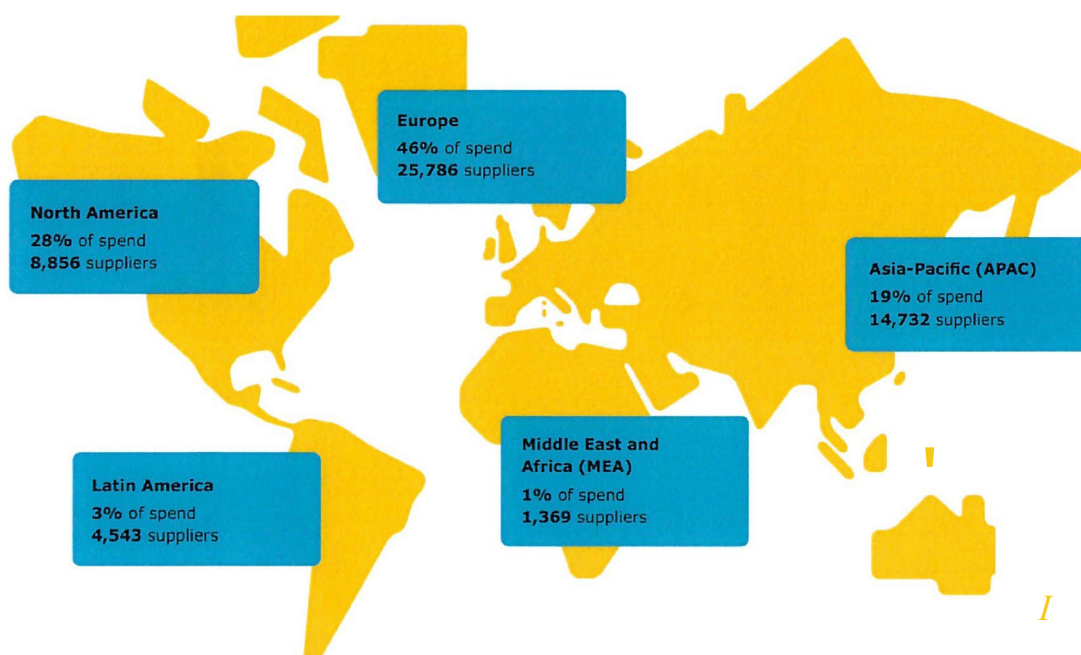 Europe
46% of spend
25,786 suppliers
North America
28% of spend
8,856 suppliers
Asia-Pacific (APAC)
19% of spend
14,732 suppliers
Middle East and
Africa (MEA)
1% of spend
1,369 suppliers
Latin America
3% of spend
4,543 suppliers